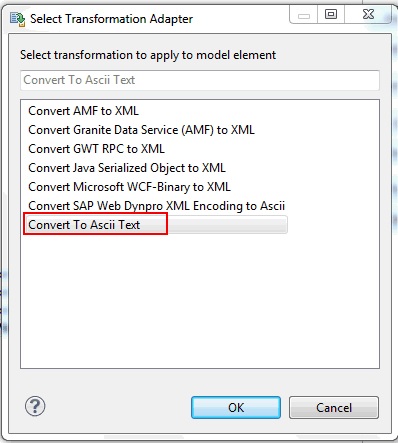 Select Transformation Adapter
Select transformation to apply to model element
Convert To Ascii Text
Convert AMF to XML
Convert Granite Data Service (AMF) to XML
Convert GWT RPC to XML
Convert Java Serialized Object to XML
Convert Microsoft WCF-Binary to XML
Convert SAP Web Dynpro XML Encoding to Ascii
Convert To Ascii Text
?
OK Cancel